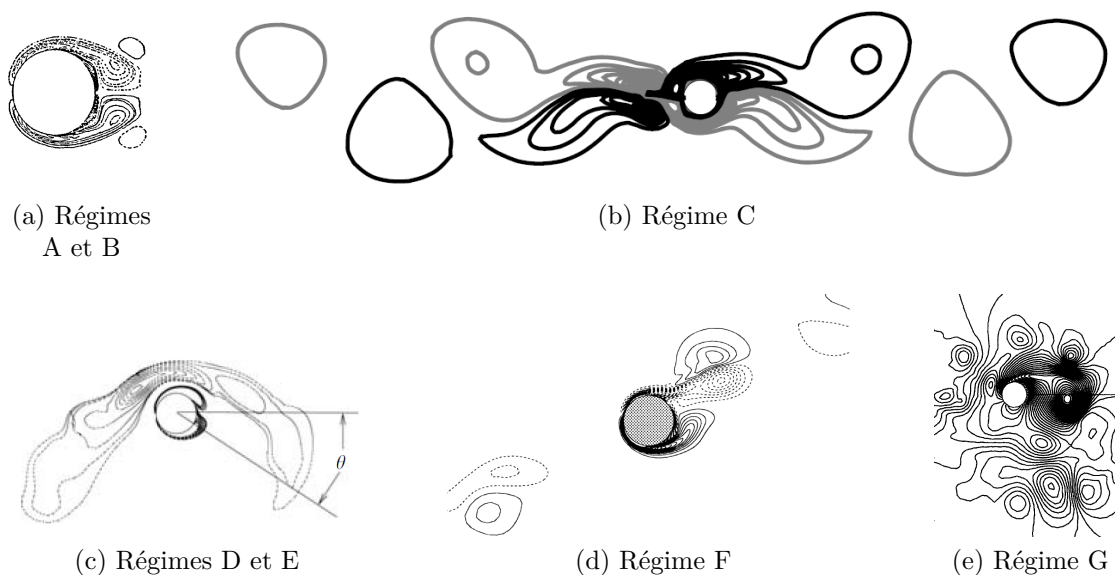 (a) Régimes
A et B
(b) Régime C
θ
(c) Régimes D et E
(d) Régime F
(e) Régime G